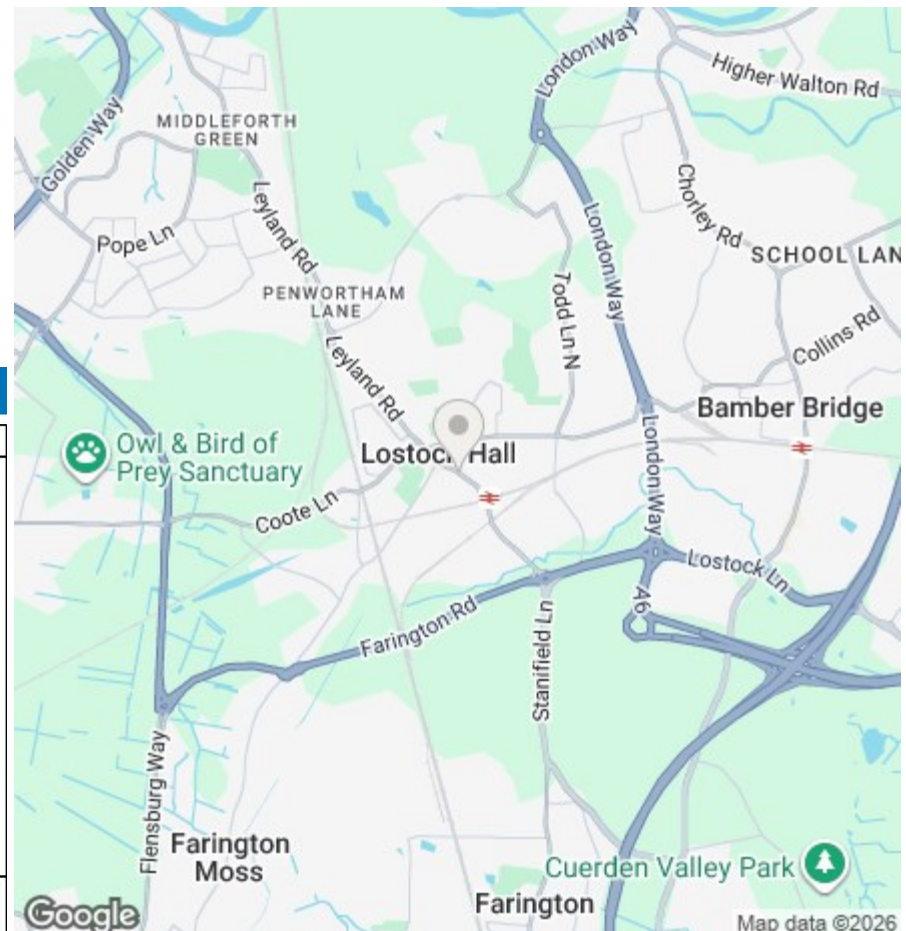 London Way
Higher Walton Rd
MIDDLEFORTH
GREEN
Golden Way
Leyland Rd
Chorley Rd
Pope Ln
London Way
SCHOOL LAN
PENWORTHAM
LANE
Todd Ln N
Collins Rd
Leyland Rd
Bamber Bridge
Owl & Bird of
Prey Sanctuary
Lostock Hall
London Way
Coote Ln
Lostock Ln
A6
Farington Rd
Stanifield Ln
Flensburg Way
Farington
Moss
Cuerden Valley Park
Farington
Google
Map data ©2026